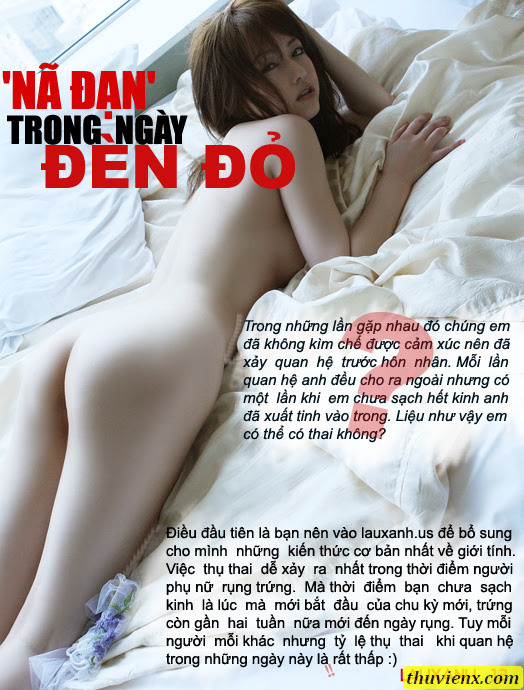 'NÃ ĐẠN'
TRONG NGÀY
ĐÈN ĐỎ
?
Trong những lần gặp nhau đó chúng em
đã không kìm chế được cảm xúc nên đã
xảy quan hệ trước hôn nhân. Mỗi lần
quan hệ anh đều cho ra ngoài nhưng có
một lần khi em chưa sạch hết kinh anh
đã xuất tinh vào trong. Liệu như vậy em
có thể có thai không?
Điều đầu tiên là bạn nên vào lauxanh.us để bổ sung
cho mình những kiến thức cơ bản nhất về giới tính.
Việc thụ thai dễ xảy ra nhất trong thời điểm người
phụ nữ rụng trứng. Mà thời điểm bạn chưa sạch
kinh là lúc mà mới bắt đầu của chu kỳ mới, trứng
còn gần hai tuần nữa mới đến ngày rụng. Tuy mỗi
người mỗi khác nhưng tỷ lệ thụ thai khi quan hệ
trong những ngày này là rất thấp :)
thuvienx.com